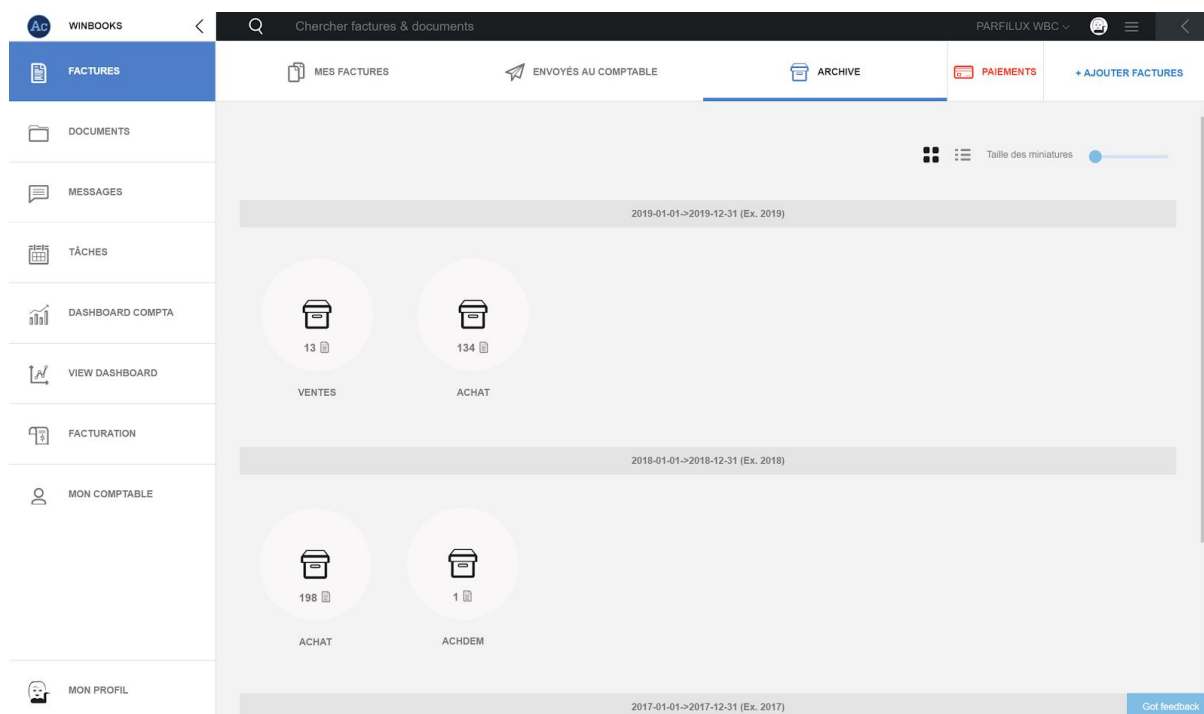 Ac WINBOOKS
Chercher factures & documents
PARFILUX WBC
FACTURES
MES FACTURES
ENVOYÉS AU COMPTABLE
ARCHIVE
PAIEMENTS
+ AJOUTER FACTURES
DOCUMENTS
MESSAGES
TÂCHES
DASHBOARD COMPTA
VIEW DASHBOARD
FACTURATION
MON COMPTABLE
MON PROFIL
Taille des miniatures
2019-01-01->2019-12-31 (Ex. 2019)
13
VENTES
134
ACHAT
2018-01-01->2018-12-31 (Ex. 2018)
198
ACHAT
1
ACHDEM
2017-01-01->2017-12-31 (Ex. 2017)
Got feedback